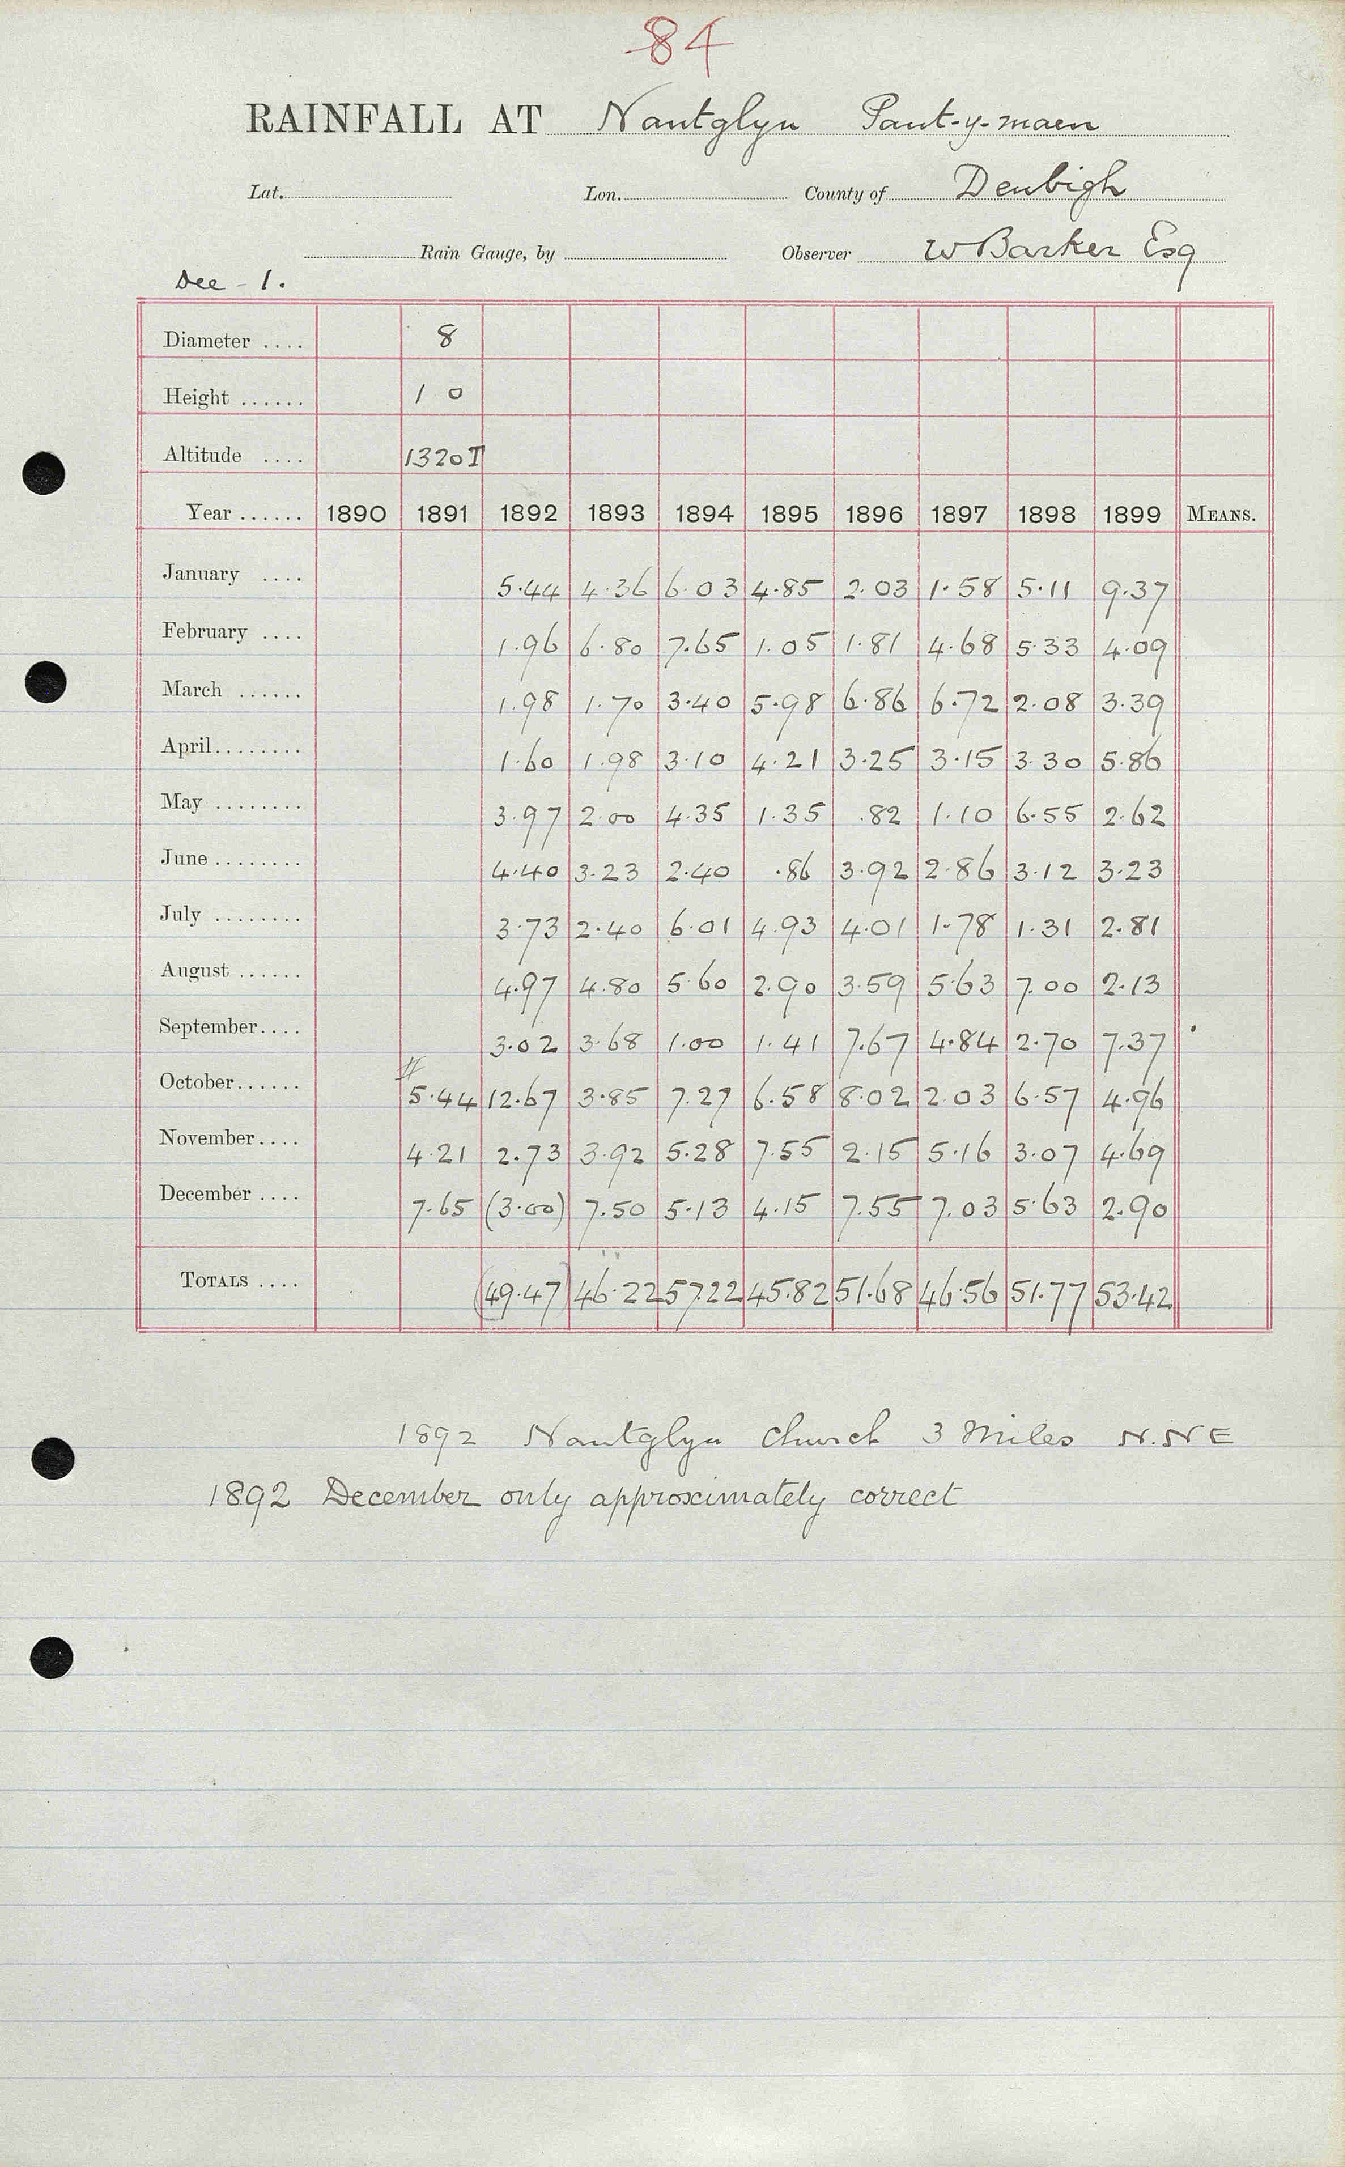 84
RAINFALL AT Nantglyn Pant-y-maen
Lat. Lon. County of Denbigh
Rain Gauge, by Observer W Barker Esq
Dec - 1.
Diameter .... 8
Height ...... 1 0
Altitude .... 1320 T
Year ...... 1890 1891 1892 1893 1894 1895 1896 1897 1898 1899 MEANS.
January .... 5.44 4.36 6.03 4.85 2.03 1.58 5.11 9.37
February .... 1.96 6.80 7.65 1.05 1.81 4.68 5.33 4.09
March ...... 1.98 1.70 3.40 5.98 6.86 6.72 2.08 3.39
April........ 1.60 1.98 3.10 4.21 3.25 3.15 3.30 5.86
May ........ 3.97 2.00 4.35 1.35 .82 1.10 6.55 2.62
June ........ 4.40 3.23 2.40 .86 3.92 2.86 3.12 3.23
July ........ 3.73 2.40 6.01 4.93 4.01 1.78 1.31 2.81
August ...... 4.97 4.80 5.60 2.90 3.59 5.63 7.00 2.13
September.... 3.02 3.68 1.00 1.41 7.67 4.84 2.70 7.37
October...... 5.44 12.67 3.85 7.27 6.58 8.02 2.03 6.57 4.96
November.... 4.21 2.73 3.92 5.28 7.55 2.15 5.16 3.07 4.69
December .... 7.65 (3.00) 7.50 5.13 4.15 7.55 7.03 5.63 2.90
TOTALS .... (49.47) 46.22 57.22 45.82 51.68 46.56 51.77 53.42
1892 Nantglyn Church 3 Miles N.NE
1892 December only approximately correct